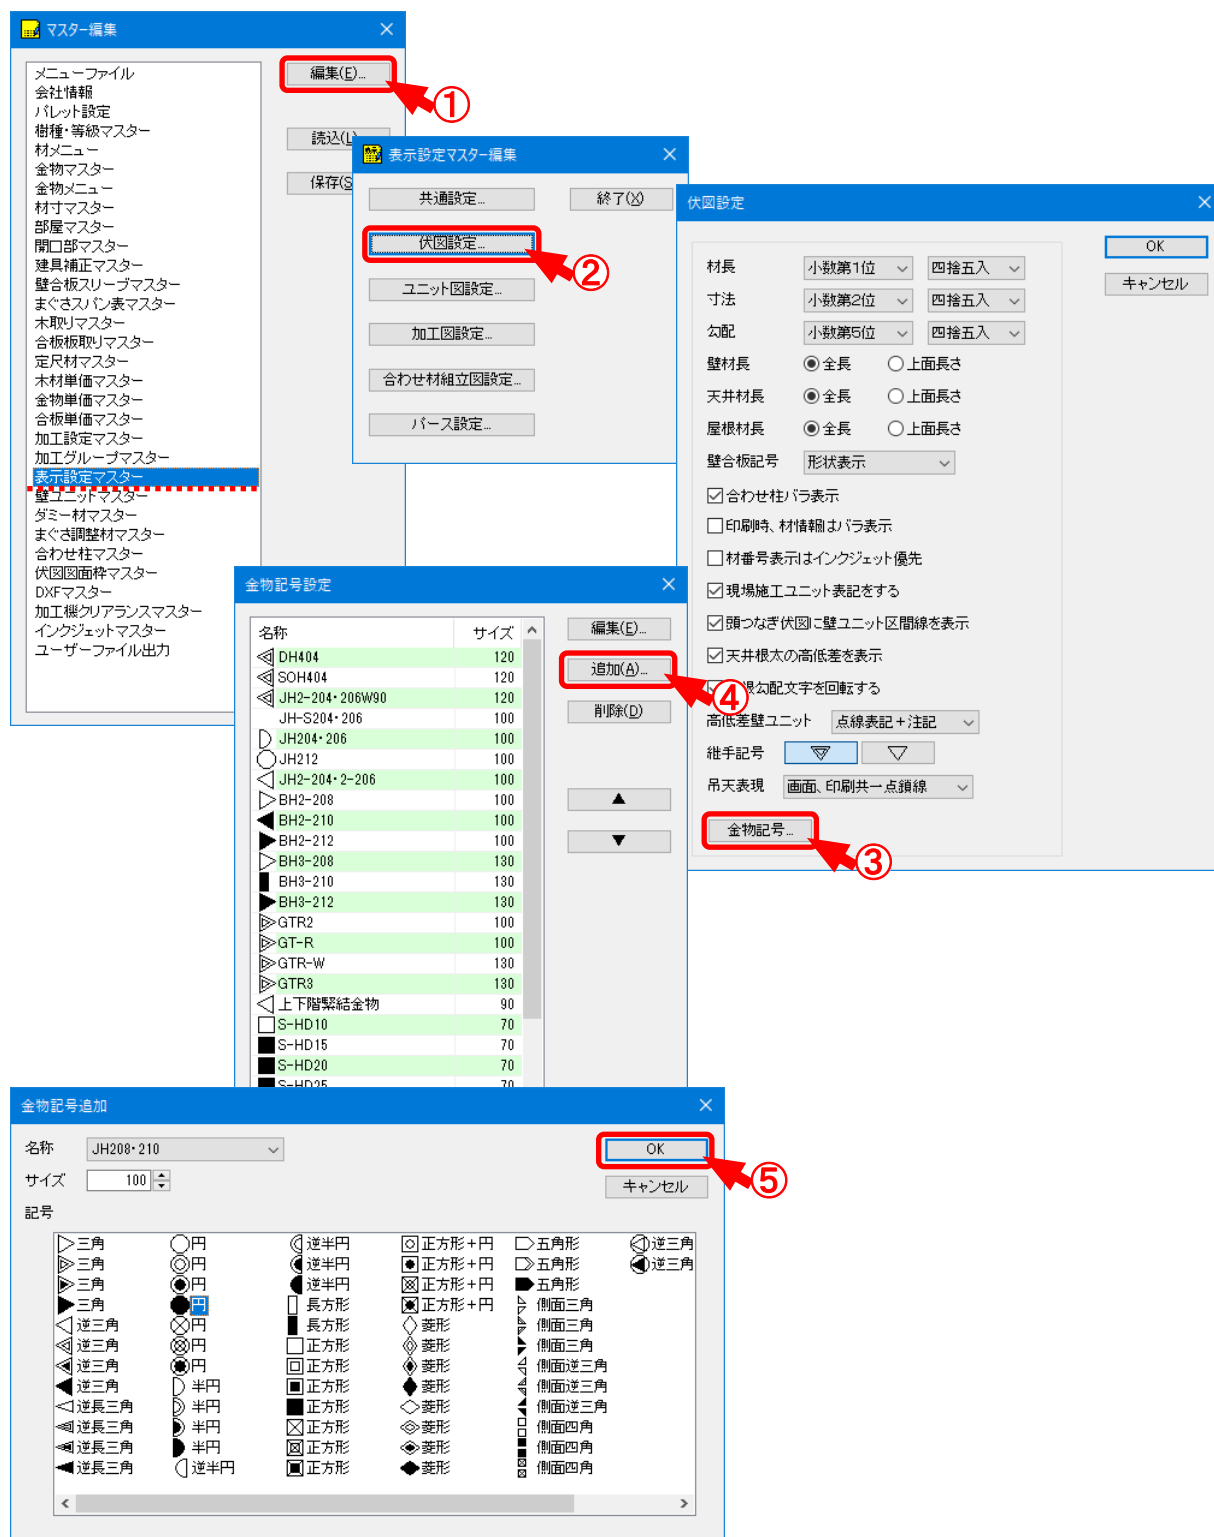 マスター編集
メニューファイル
会社情報
パレット設定
樹種・等級マスター
材メニュー
金物マスター
金物メニュー
材寸マスター
部屋マスター
開口部マスター
建具補正マスター
壁合板スリーブマスター
まぐさスパン表マスター
木取りマスター
合板板取りマスター
定尺材マスター
木材単価マスター
金物単価マスター
合板単価マスター
加工設定マスター
加工グループマスター
表示設定マスター
壁ユニットマスター
ダミー材マスター
まぐさ調整材マスター
合わせ柱マスター
伏図図面枠マスター
DXFマスター
加工機クリアランスマスター
インクジェットマスター
ユーザーファイル出力
編集(E)...
①
読込(L)
保存(S
表示設定マスター編集
共通設定...
終了(X)
伏図設定...
②
ユニット図設定...
加工図設定...
合わせ材組立図設定...
パース設定...
伏図設定
OK
キャンセル
材長 小数第1位 四捨五入
寸法 小数第2位 四捨五入
勾配 小数第5位 四捨五入
壁材長 全長 上面長さ
天井材長 全長 上面長さ
屋根材長 全長 上面長さ
壁合板記号 形状表示
合わせ柱バラ表示
印刷時、材情報はバラ表示
材番号表示はインクジェット優先
現場施工ユニット表記をする
頭つなぎ伏図に壁ユニット区間線を表示
天井根太の高低差を表示
勾配文字を回転する
高低差壁ユニット 点線表記+注記
継手記号
吊天表現 画面、印刷共一点鎖線
金物記号...
③
金物記号設定
名称 サイズ
DH404 120
SOH404 120
JH2-204・206W90 120
JH-S204・206 100
JH204・206 100
JH212 100
JH2-204・2-206 100
BH2-208 100
BH2-210 100
BH2-212 100
BH3-208 130
BH3-210 130
BH3-212 130
GTR2 100
GT-R 100
GTR-W 130
GTR3 130
上下階緊結金物 90
S-HD10 70
S-HD15 70
S-HD20 70
S-HD25 70
編集(E)...
追加(A)...
④
削除(D)
▲
▼
金物記号追加
名称 JH208・210
サイズ 100
記号
OK
⑤
キャンセル
三角 円 逆半円 正方形+円 五角形 逆三角
三角 円 逆半円 正方形+円 五角形 逆三角
三角 円 逆半円 正方形+円 五角形
三角 円 長方形 正方形+円 側面三角
逆三角 円 長方形 菱形 側面三角
逆三角 円 正方形 菱形 側面三角
逆三角 円 正方形 菱形 側面逆三角
逆三角 半円 正方形 菱形 側面逆三角
逆長三角 半円 正方形 菱形 側面逆三角
逆長三角 半円 正方形 菱形 側面四角
逆長三角 半円 正方形 菱形 側面四角
逆長三角 逆半円 正方形 菱形 側面四角